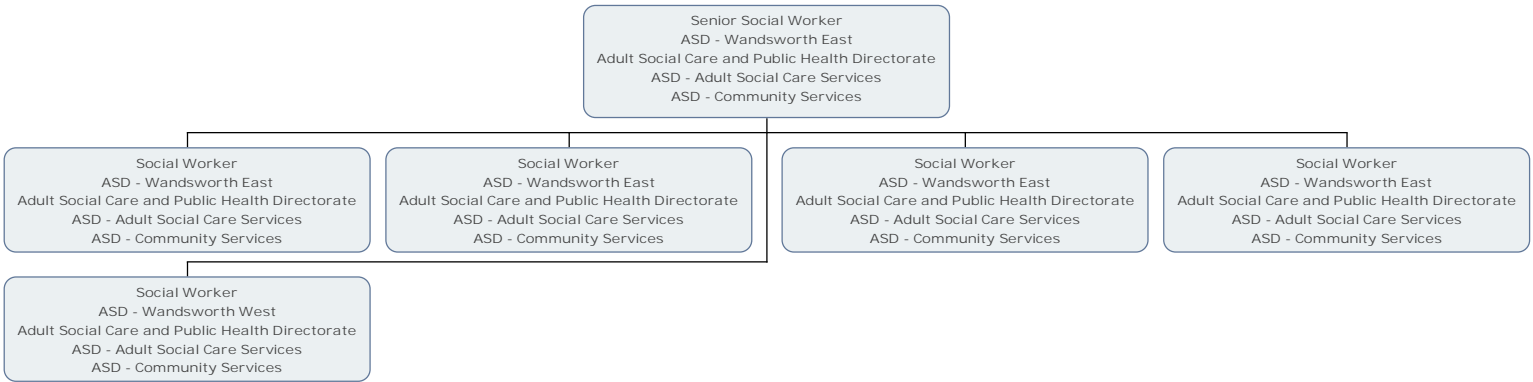 Senior Social Worker
ASD - Wandsworth East
Adult Social Care and Public Health Directorate
ASD - Adult Social Care Services
ASD - Community Services
Social Worker
ASD - Wandsworth East
Adult Social Care and Public Health Directorate
ASD - Adult Social Care Services
ASD - Community Services
Social Worker
ASD - Wandsworth East
Adult Social Care and Public Health Directorate
ASD - Adult Social Care Services
ASD - Community Services
Social Worker
ASD - Wandsworth East
Adult Social Care and Public Health Directorate
ASD - Adult Social Care Services
ASD - Community Services
Social Worker
ASD - Wandsworth East
Adult Social Care and Public Health Directorate
ASD - Adult Social Care Services
ASD - Community Services
Social Worker
ASD - Wandsworth West
Adult Social Care and Public Health Directorate
ASD - Adult Social Care Services
ASD - Community Services